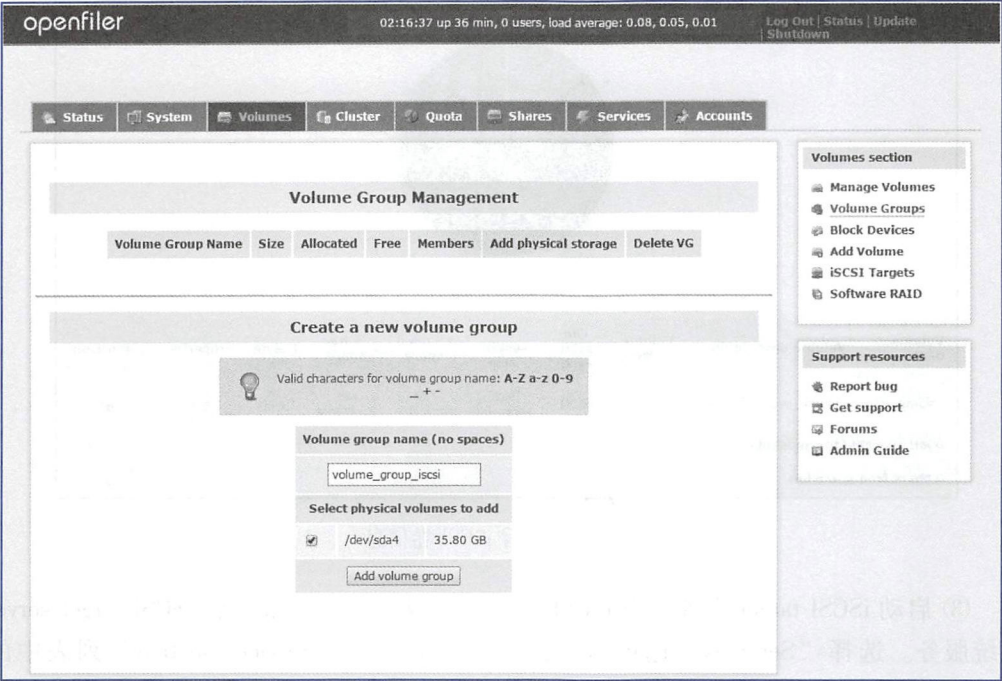 openfiler
02:16:37 up 36 min, 0 users, load average: 0.08, 0.05, 0.01
Log Out | Status | Update
| Shutdown
Status
System
Volumes
Cluster
Quota
Shares
Services
Accounts
Volume Group Management
Volume Group Name Size Allocated Free Members Add physical storage Delete VG
Create a new volume group
Valid characters for volume group name: A-Z a-z 0-9
_ + -
Volume group name (no spaces)
volume_group_iscsi
Select physical volumes to add
/dev/sda4 35.80 GB
Add volume group
Volumes section
Manage Volumes
Volume Groups
Block Devices
Add Volume
iSCSI Targets
Software RAID
Support resources
Report bug
Get support
Forums
Admin Guide